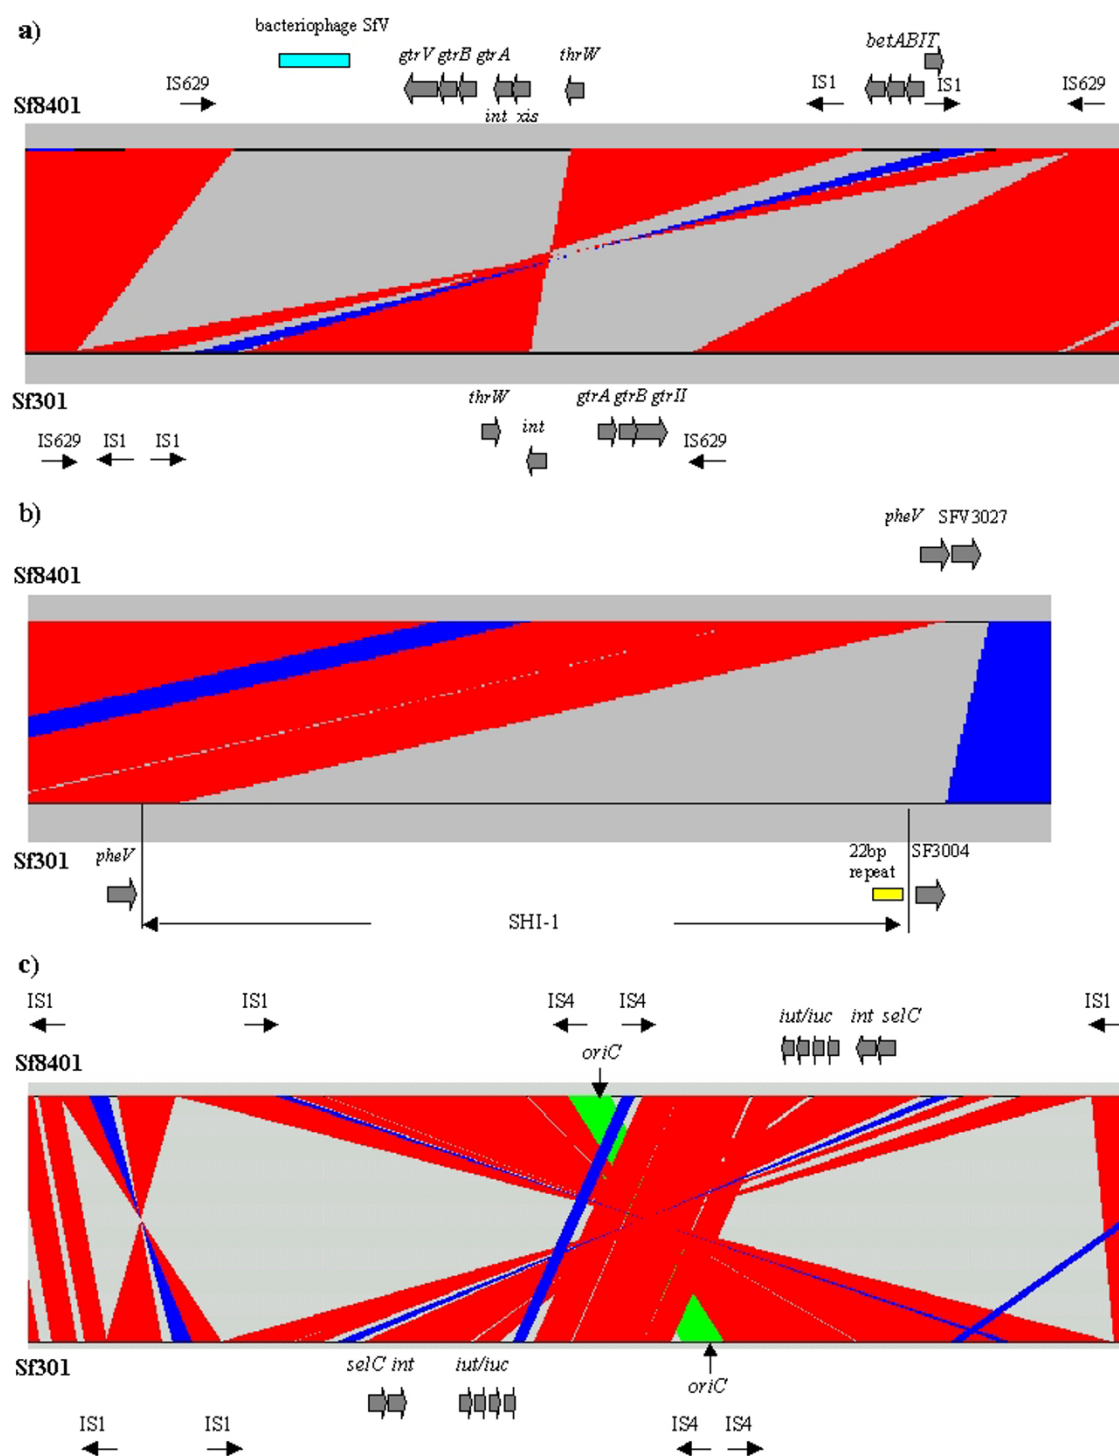 a)
bacteriophage SfV
gtrV gtrB gtrA
thrW
betABIT
IS629
IS1
IS1
IS629
Sf8401
int xis
Sf301
thrW
gtrA gtrB gtrII
int
IS629
IS1
IS1
IS629
b)
pheV SFV3027
Sf8401
Sf301
pheV
22bp
repeat
SF3004
SHI-1
c)
IS1
IS1
IS4
IS4
IS1
iut/iuc
int selC
Sf8401
oriC
Sf301
selC int
iut/iuc
oriC
IS1
IS1
IS4
IS4